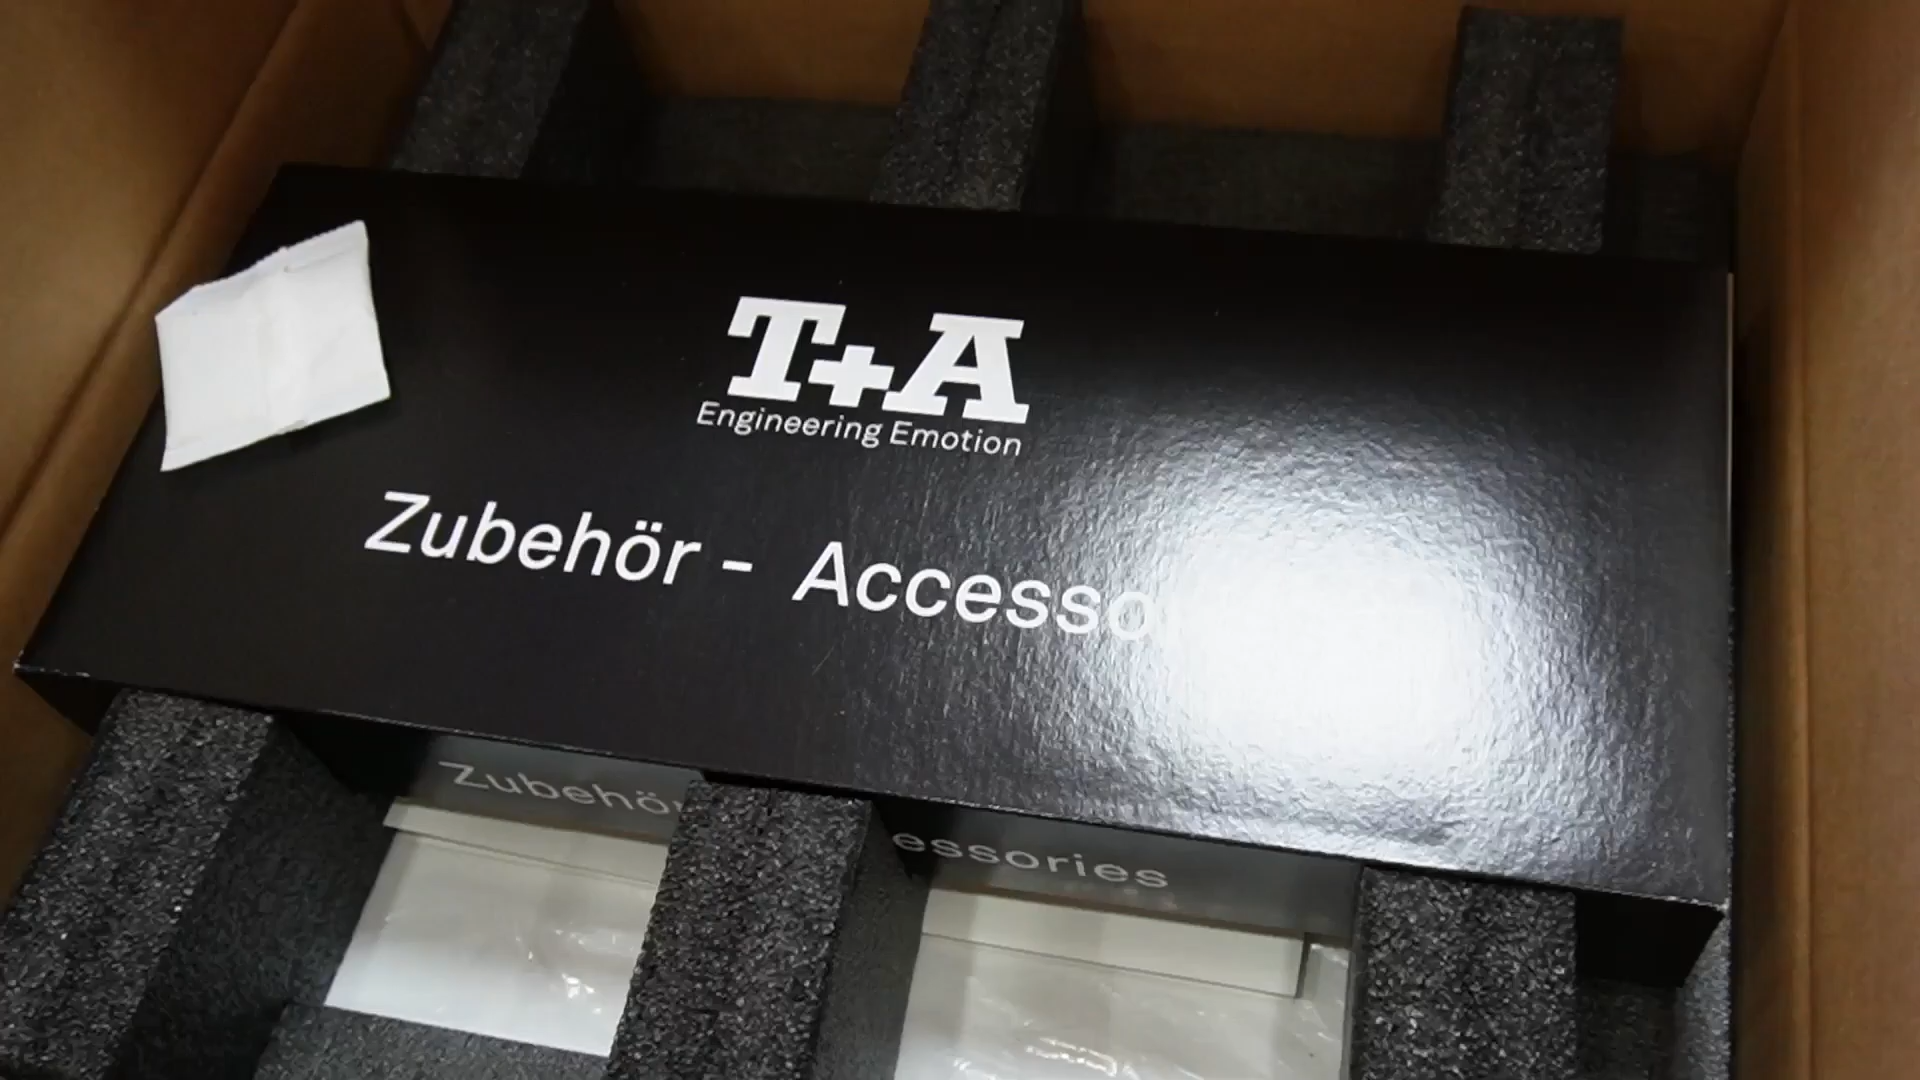 T+A
Engineering Emotion
Zubehör - Accesso
Zubehör essories